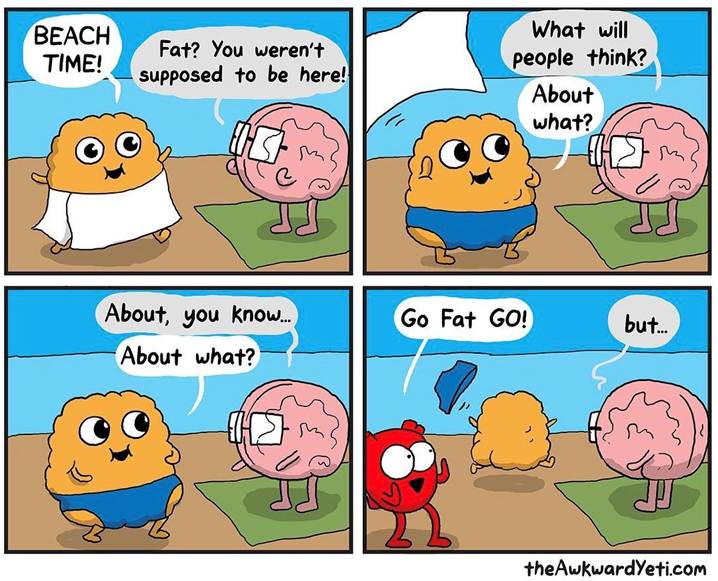 BEACH
TIME!
Fat? You weren't
supposed to be here!
What will
people think?
About
what?
About, you know...
About what?
Go Fat GO!
but...
theAwkwardYeti.com